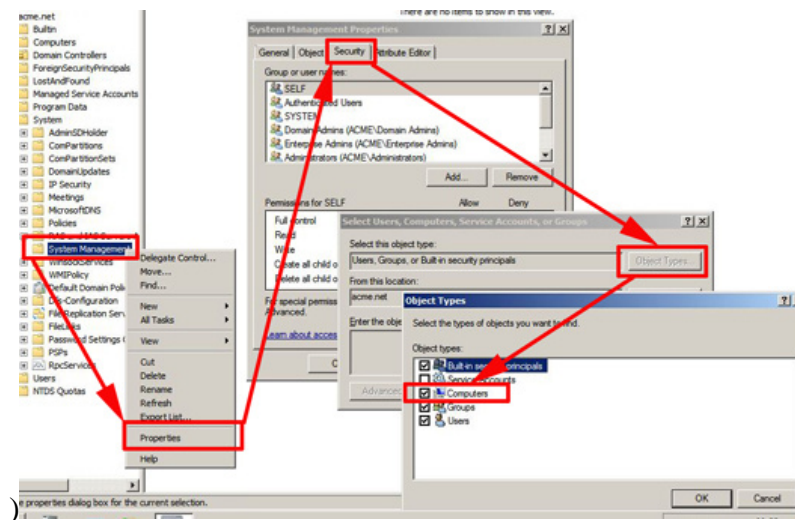 There are no items to show in this view.
acme.net
Builtin
Computers
Domain Controllers
ForeignSecurityPrincipals
LostAndFound
Managed Service Accounts
Program Data
System
AdminSDHolder
ComPartitions
ComPartitionSets
DomainUpdates
IP Security
Meetings
MicrosoftDNS
Policies
System Management
WMIPolicy
Default Domain Poli
Dfs-Configuration
File Replication Serv
FileLinks
Password Settings
PSPs
RpcServices
Users
NTDS Quotas
Delegate Control...
Move...
Find...
New
All Tasks
View
Cut
Delete
Rename
Refresh
Export List...
Properties
Help
System Management Properties
General
Object
Security
Attribute Editor
Group or user names:
SELF
Authenticated Users
SYSTEM
Domain Admins (ACME\Domain Admins)
Enterprise Admins (ACME\Enterprise Admins)
Administrators (ACME\Administrators)
Add...
Remove
Permissions for SELF
Allow
Deny
Full control
Read
Write
Create all child o
Delete all child o
For special permiss
Advanced.
Learn about acces
Select Users, Computers, Service Accounts, or Groups
Select this object type:
Users, Groups, or Built-in security principals
Object Types...
From this location:
acme.net
Enter the obje
Advanced
Object Types
Select the types of objects you want to find.
Object types:
Built-in security principals
Service Accounts
Computers
Groups
Users
OK
Cancel
e properties dialog box for the current selection.
)